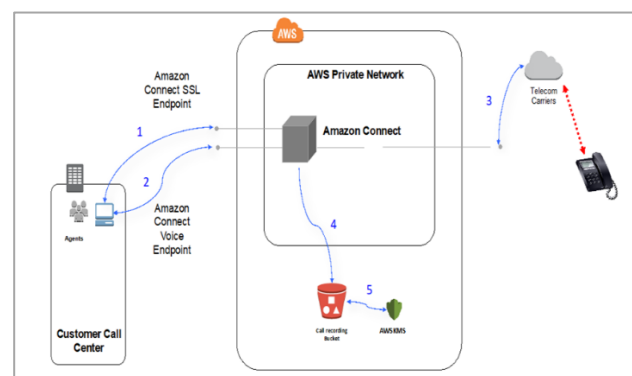 AWS
AWS Private Network
Amazon
Connect SSL
Endpoint
1
Amazon Connect
3
Telecom
Carriers
2
Agents
Amazon
Connect
Voice
Endpoint
4
5
Call recording
Bucket
AWS KMS
Customer Call
Center